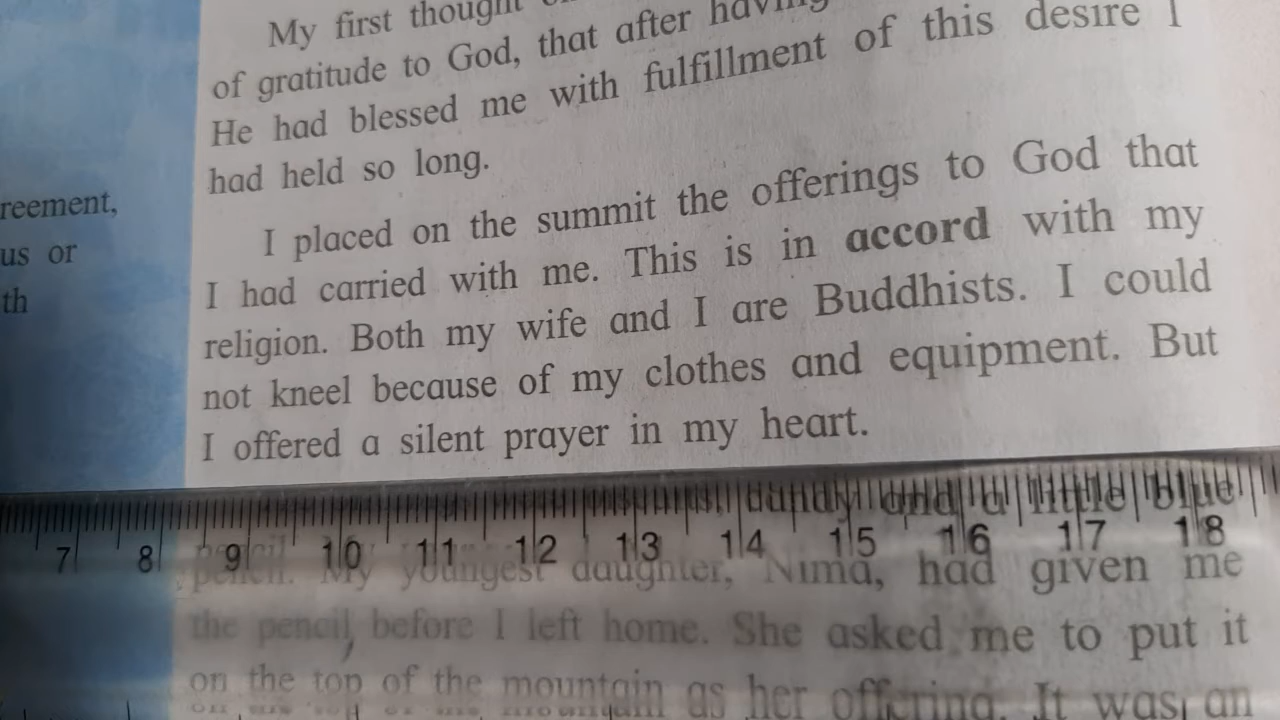 My first thought
of gratitude to God, that after having
He had blessed me with fulfillment of this desire I
had held so long.
reement,
us or
th
I placed on the summit the offerings to God that
I had carried with me. This is in accord with my
religion. Both my wife and I are Buddhists. I could
not kneel because of my clothes and equipment. But
I offered a silent prayer in my heart.
candy and a little blue
7 8 9 10 11 12 13 14 15 16 17 18
pencil. My youngest daughter, Nima, had given me
the pencil before I left home. She asked me to put it
on the top of the mountain as her offering. It was an